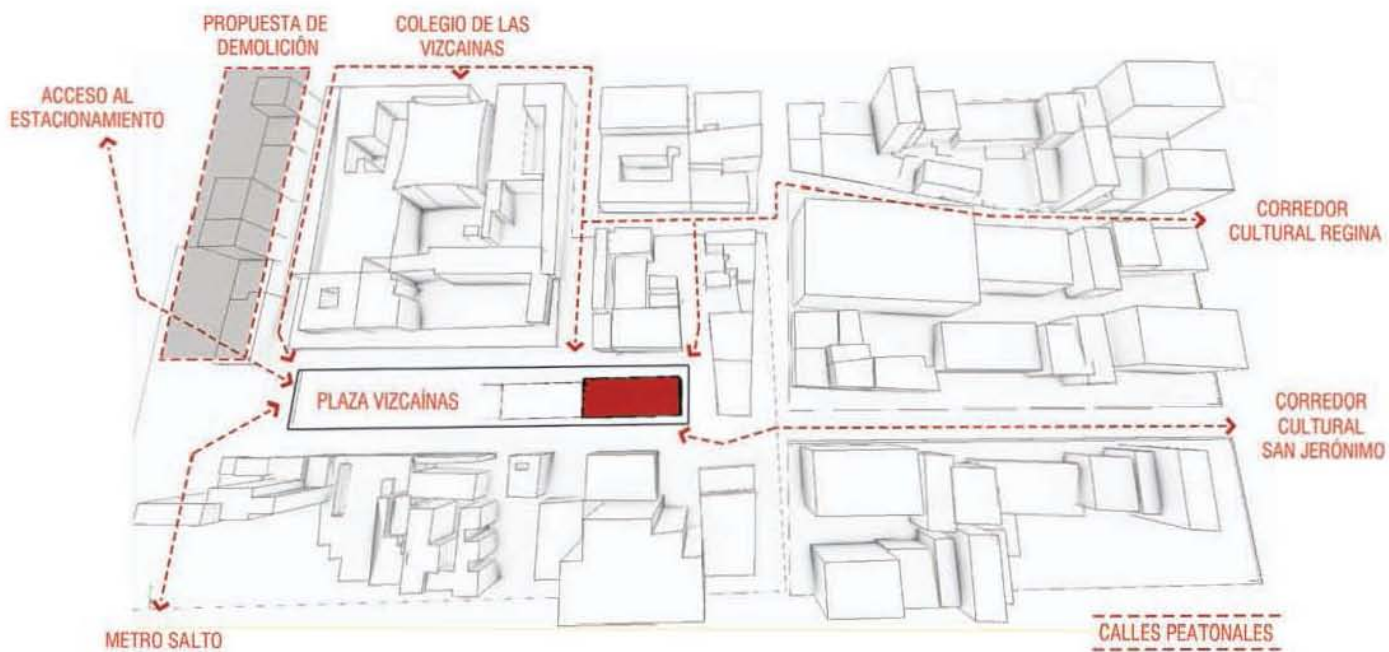 PROPUESTA DE
DEMOLICIÓN
COLEGIO DE LAS
VIZCAINAS
ACCESO AL
ESTACIONAMIENTO
CORREDOR
CULTURAL REGINA
PLAZA VIZCAÍNAS
CORREDOR
CULTURAL
SAN JERÓNIMO
METRO SALTO
CALLES PEATONALES